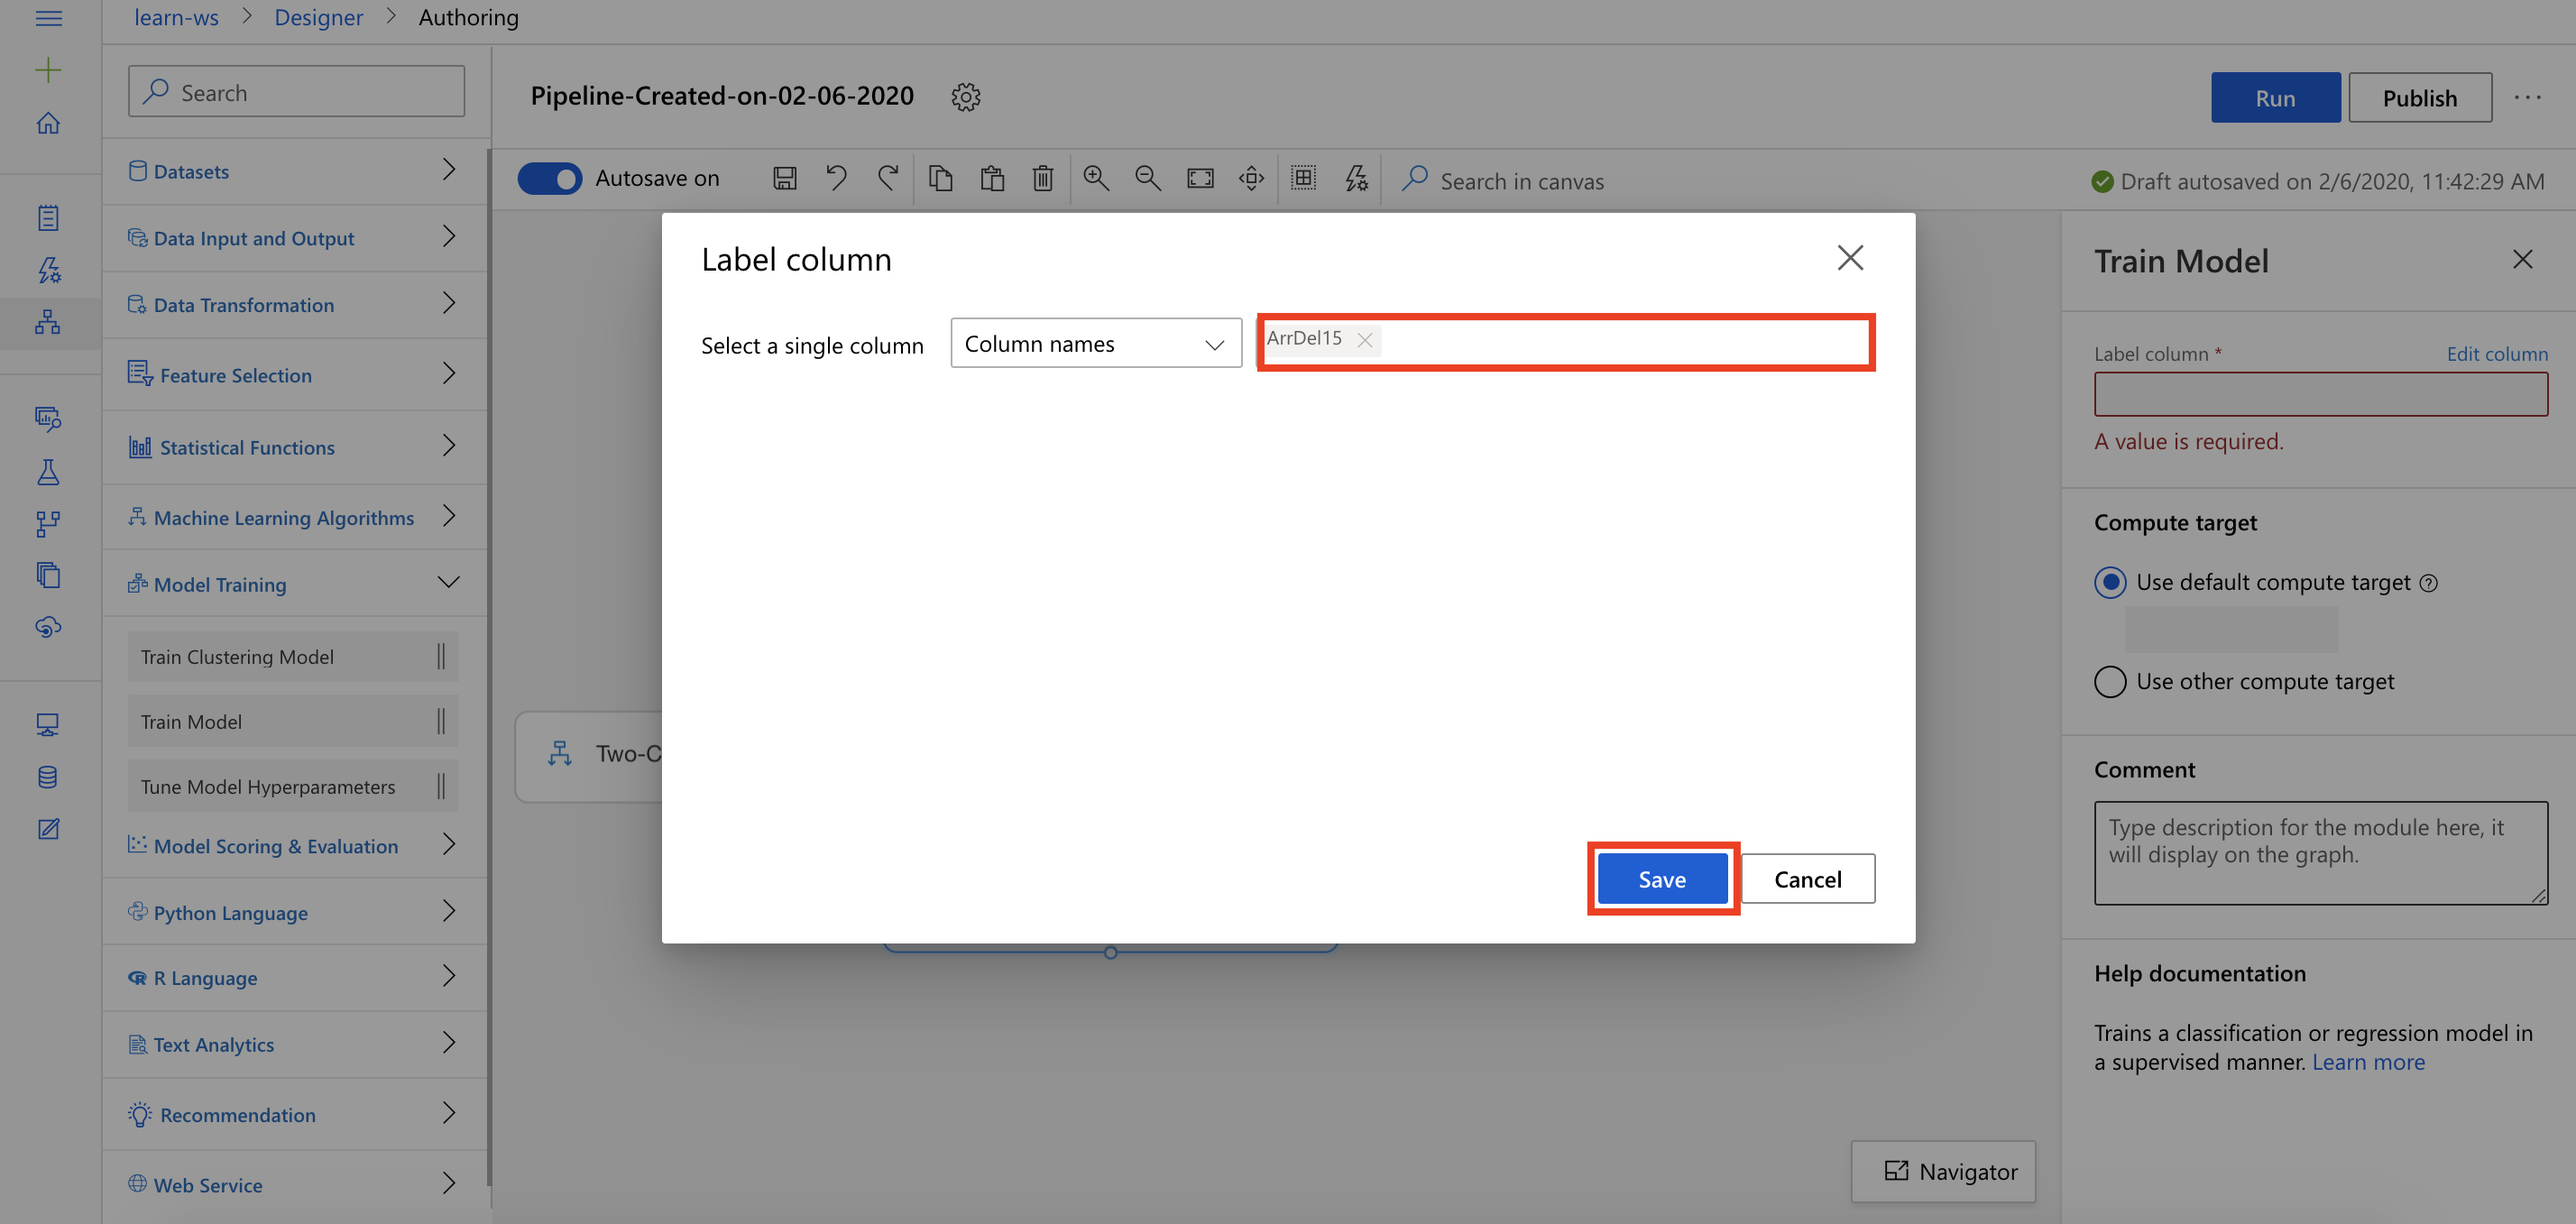 learn-ws > Designer > Authoring
Search
Pipeline-Created-on-02-06-2020
Run
Publish
Autosave on
Search in canvas
Draft autosaved on 2/6/2020, 11:42:29 AM
Datasets
Data Input and Output
Data Transformation
Feature Selection
Statistical Functions
Machine Learning Algorithms
Model Training
Train Clustering Model
Train Model
Tune Model Hyperparameters
Model Scoring & Evaluation
Python Language
R Language
Text Analytics
Recommendation
Web Service
Two-C
Label column
Select a single column
Column names
ArrDel15
Save
Cancel
Navigator
Train Model
Label column *
Edit column
A value is required.
Compute target
Use default compute target
Use other compute target
Comment
Type description for the module here, it
will display on the graph.
Help documentation
Trains a classification or regression model in
a supervised manner. Learn more